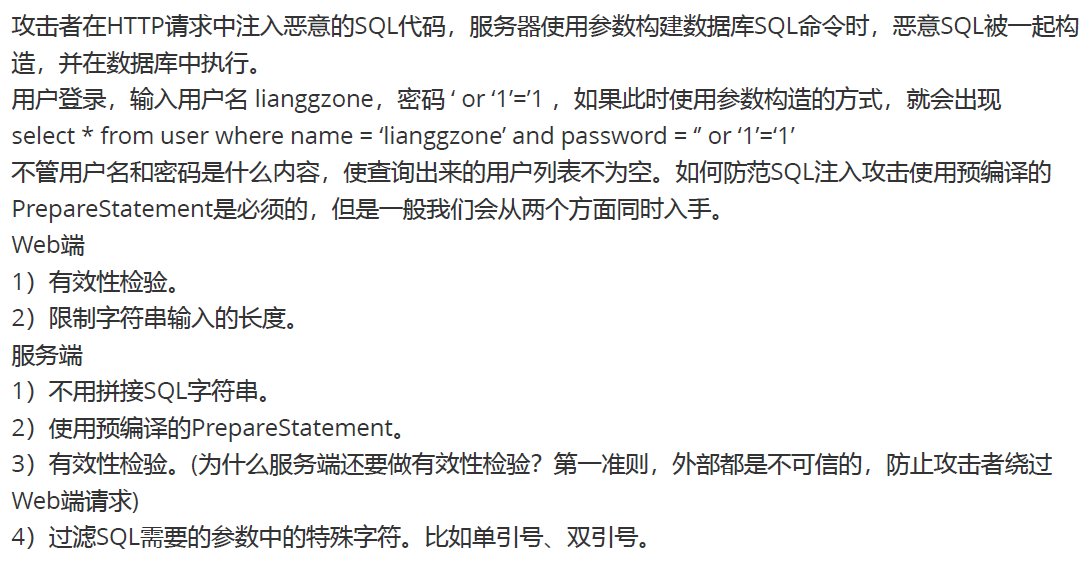 攻击者在HTTP请求中注入恶意的SQL代码，服务器使用参数构建数据库SQL命令时，恶意SQL被一起构
造，并在数据库中执行。
用户登录，输入用户名 lianggzone，密码 ‘ or ‘1’=’1 ，如果此时使用参数构造的方式，就会出现
select * from user where name = ‘lianggzone’ and password = ‘’ or ‘1’=‘1’
不管用户名和密码是什么内容，使查询出来的用户列表不为空。如何防范SQL注入攻击使用预编译的
PrepareStatement是必须的，但是一般我们会从两个方面同时入手。
Web端
1）有效性检验。
2）限制字符串输入的长度。
服务端
1）不用拼接SQL字符串。
2）使用预编译的PrepareStatement。
3）有效性检验。(为什么服务端还要做有效性检验？第一准则，外部都是不可信的，防止攻击者绕过
Web端请求)
4）过滤SQL需要的参数中的特殊字符。比如单引号、双引号。